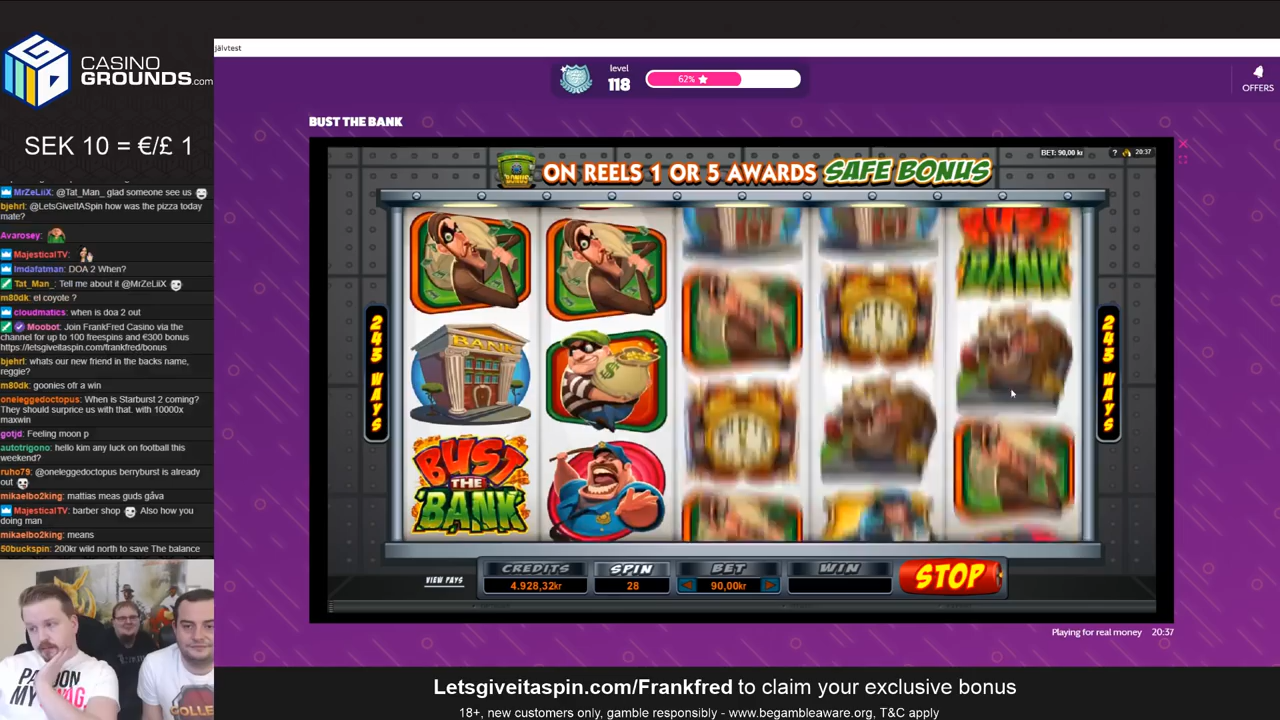 CASINO
GROUNDS.com
SEK 10 = €/£ 1
MrZeLiiX: @Tat_Man_ glad someone see us
bjehrl: @LetsGiveItASpin how was the pizza today
mate?
Avarosey:
MajesticalTV:
lmdafatman: DOA 2 When?
Tat_Man_: Tell me about it @MrZeLiiX
m80dk: el coyote ?
cloudmatics: when is doa 2 out
Moobot: Join FrankFred Casino via the
channel for up to 100 freespins and €300 bonus
https://letsgiveitaspin.com/frankfred/bonus
bjehrl: whats our new friend in the backs name,
reggie?
m80dk: goonies ofr a win
oneleggedoctopus: When is Starburst 2 coming?
They should surprice us with that. with 10000x
maxwin
gotjd: Feeling moon p
autotrigono: hello kim any luck on football this
weekend?
ruho79: @oneleggedoctopus berryburst is already
out
mikaelbo2king: mattias meas guds gåva
MajesticalTV: barber shop Also how you
doing man
mikaelbo2king: means
50buckspin: 200kr wild north to save The balance
jälvtest
level
118
62%
OFFERS
BUST THE BANK
BET: 90,00 kr ? 20:37
BONUS ON REELS 1 OR 5 AWARDS SAFE BONUS
BANK
BUST
THE
BANK
BANK
243 WAYS
243 WAYS
VIEW PAYS
CREDITS
4.928,32kr
SPIN
28
BET
90,00kr
WIN
STOP
Playing for real money 20:37
Letsgiveitaspin.com/Frankfred to claim your exclusive bonus
18+, new customers only, gamble responsibly - www.begambleaware.org, T&C apply